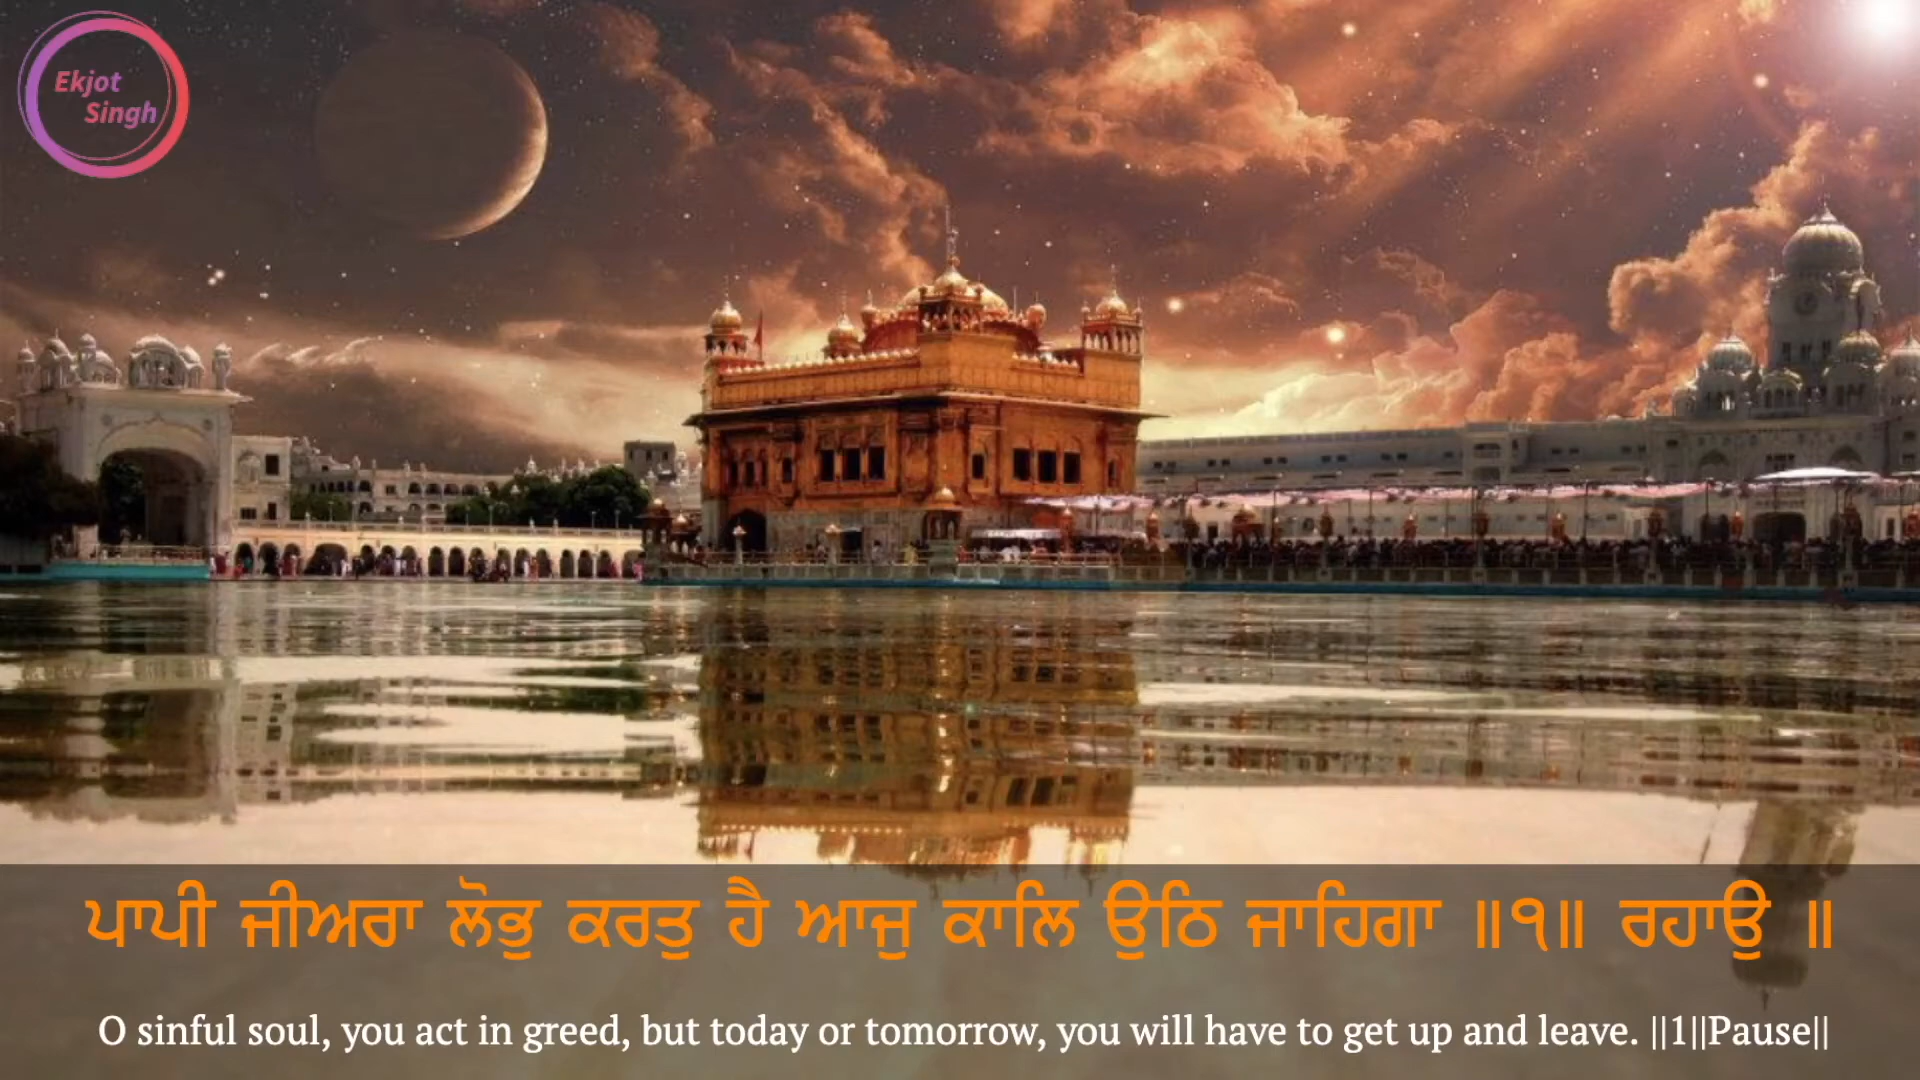 Ekjot
Singh
ਪਾਪੀ ਜੀਅਰਾ ਲੋਭੁ ਕਰਤੁ ਹੈ ਆਜੁ ਕਾਲਿ ਉਠਿ ਜਾਹਿਗਾ ॥੧॥ ਰਹਾਉ ॥
O sinful soul, you act in greed, but today or tomorrow, you will have to get up and leave. ||1||Pause||